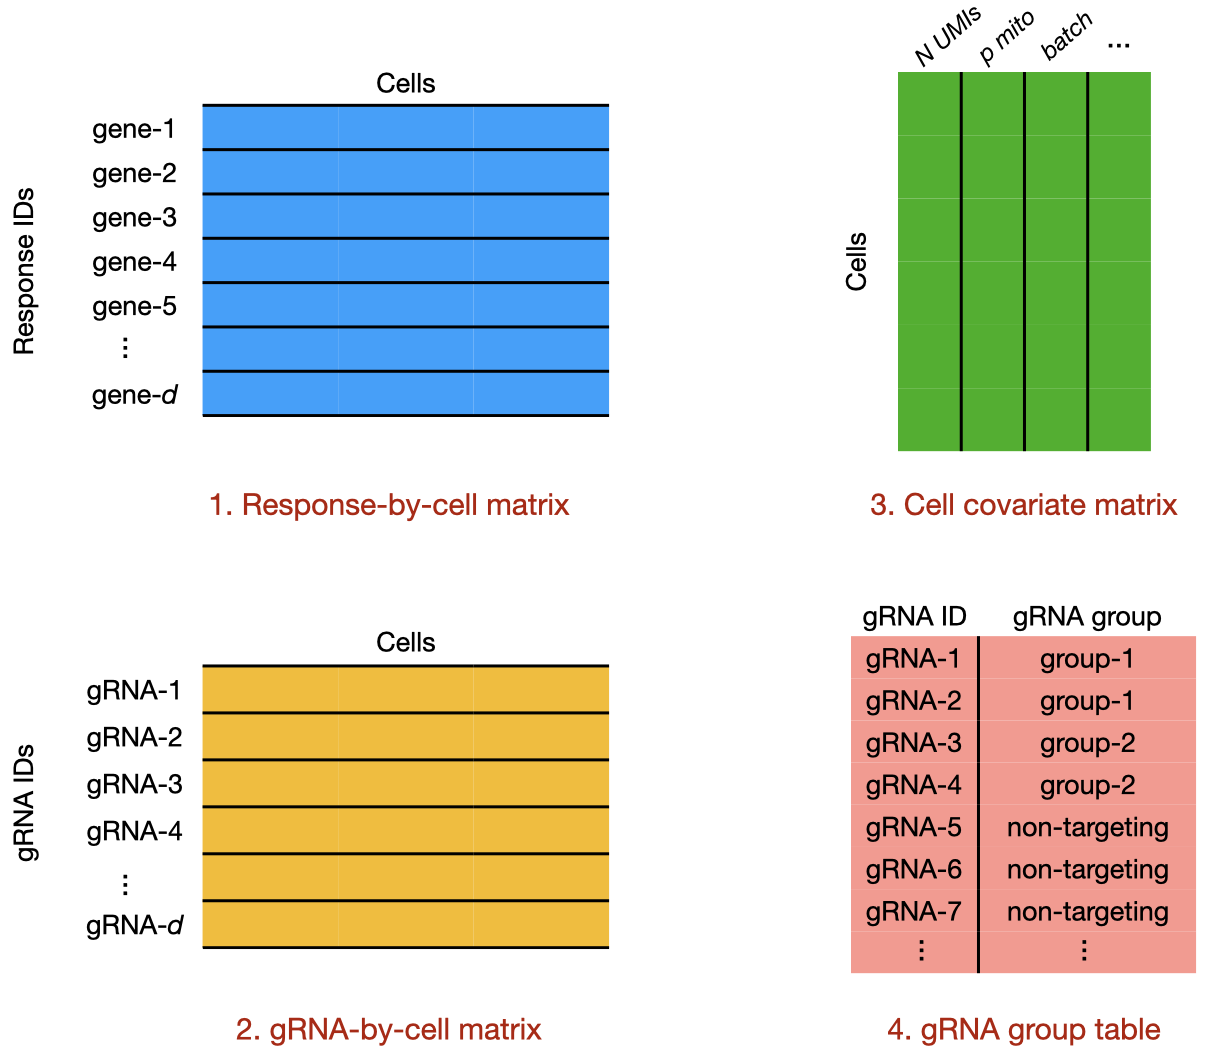 Cells
Response IDs
gene-1
gene-2
gene-3
gene-4
gene-5
⋮
gene-d
1. Response-by-cell matrix
N UMIs
p mito
batch
...
Cells
3. Cell covariate matrix
Cells
gRNA IDs
gRNA-1
gRNA-2
gRNA-3
gRNA-4
⋮
gRNA-d
2. gRNA-by-cell matrix
gRNA ID gRNA group
gRNA-1 group-1
gRNA-2 group-1
gRNA-3 group-2
gRNA-4 group-2
gRNA-5 non-targeting
gRNA-6 non-targeting
gRNA-7 non-targeting
⋮ ⋮
4. gRNA group table